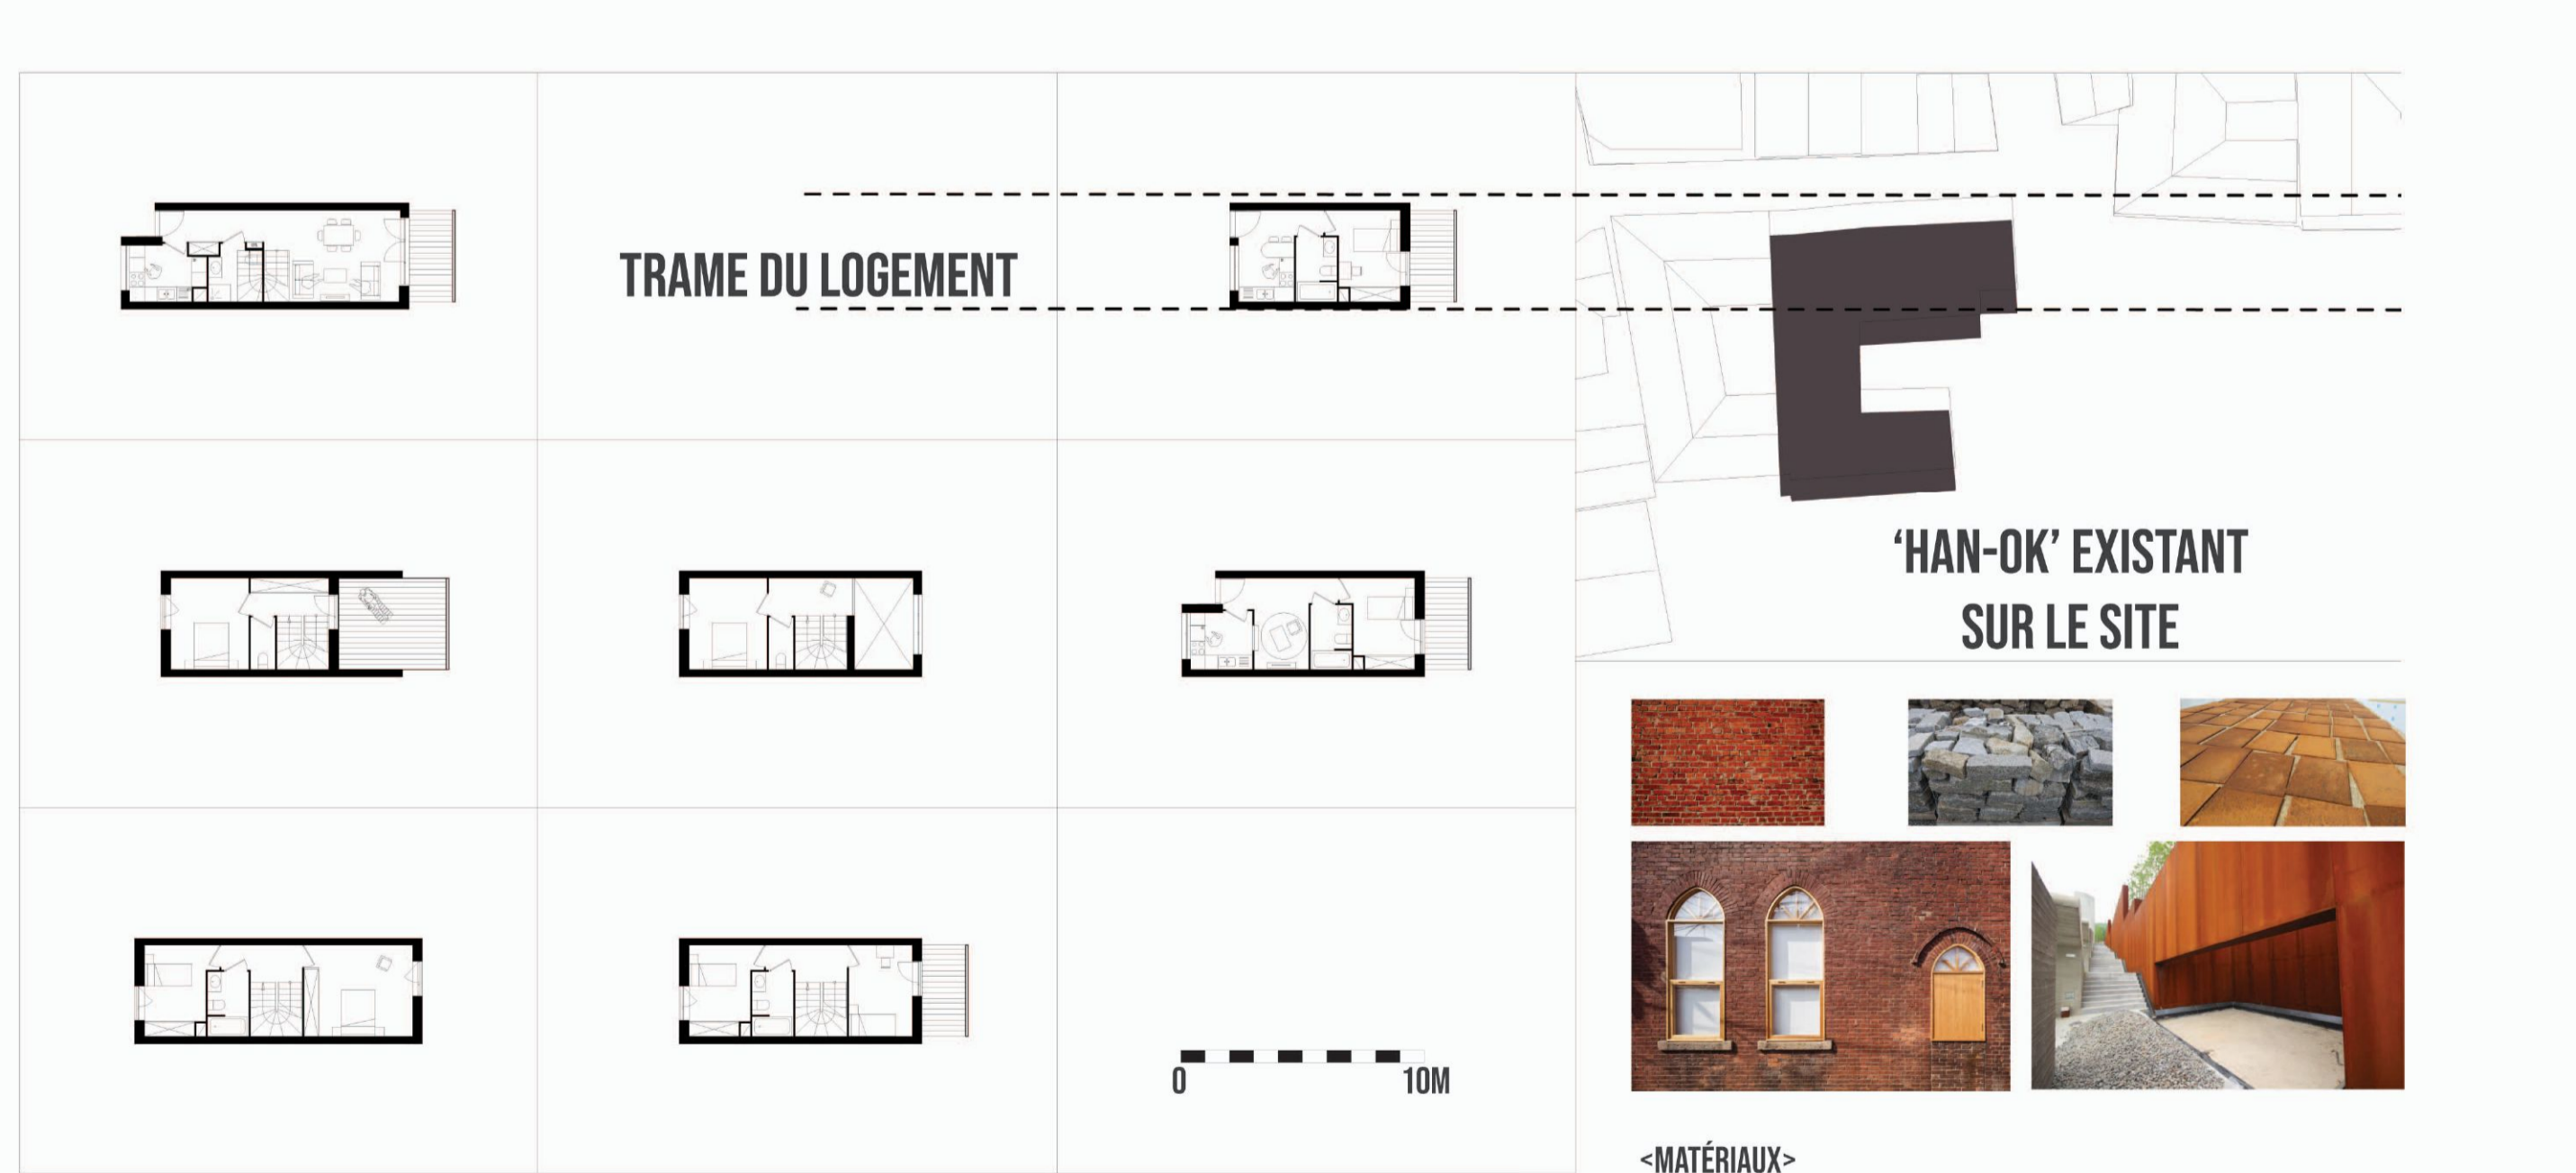 TRAME DU LOGEMENT
‘HAN-OK’ EXISTANT
SUR LE SITE
0
10M
<MATÉRIAUX>